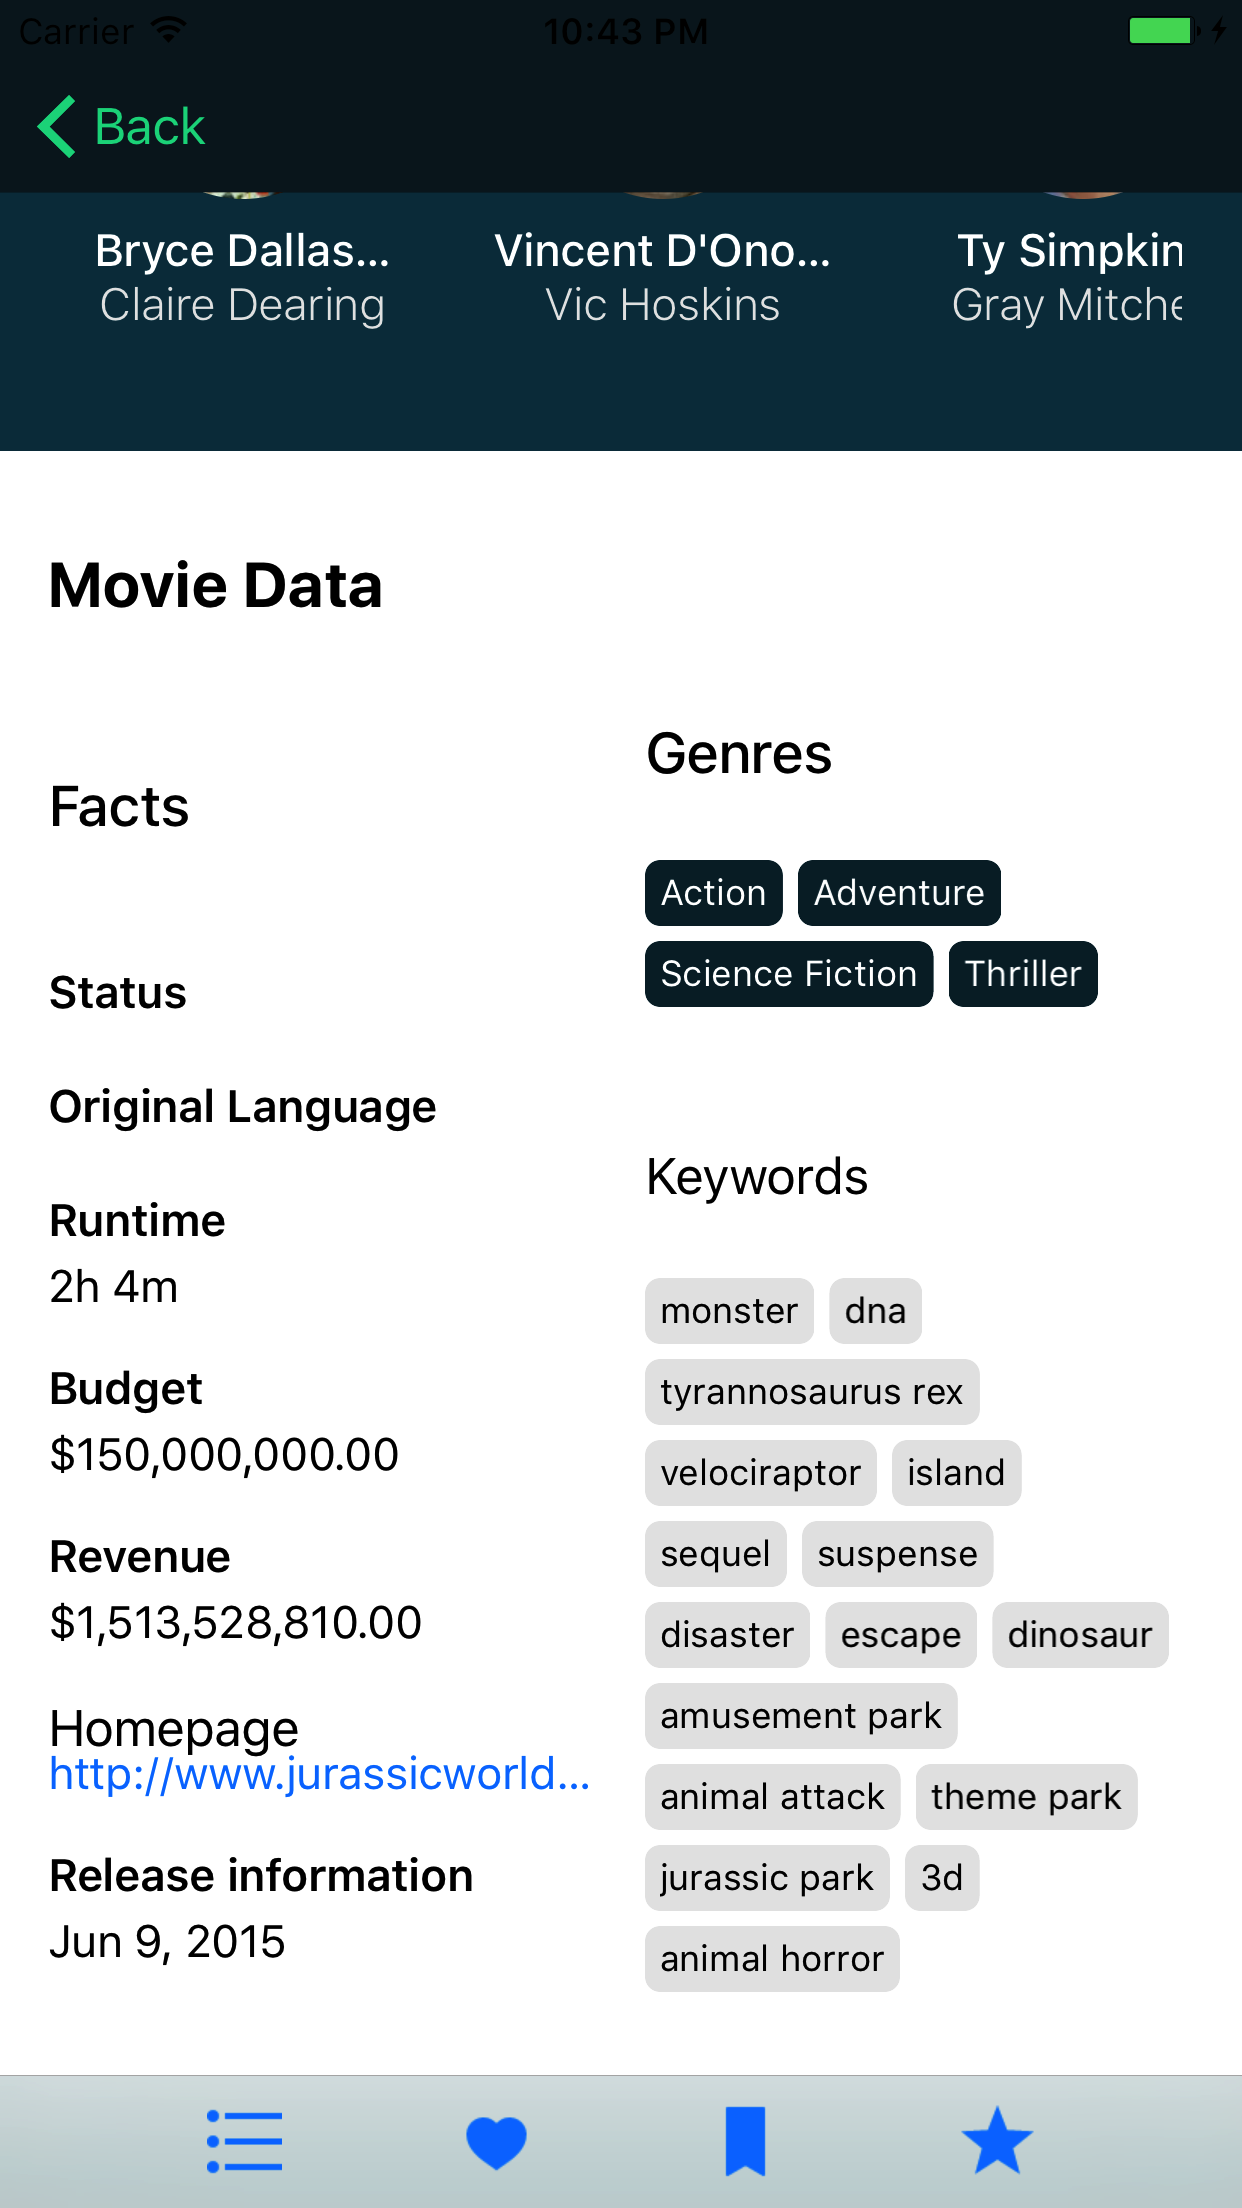 Carrier 10:43 PM
Back
Bryce Dallas... Vincent D'Ono... Ty Simpkin
Claire Dearing Vic Hoskins Gray Mitche
Movie Data
Facts
Status
Original Language
Runtime
2h 4m
Budget
$150,000,000.00
Revenue
$1,513,528,810.00
Homepage
http://www.jurassicworld...
Release information
Jun 9, 2015
Genres
Action Adventure
Science Fiction Thriller
Keywords
monster dna
tyrannosaurus rex
velociraptor island
sequel suspense
disaster escape dinosaur
amusement park
animal attack theme park
jurassic park 3d
animal horror